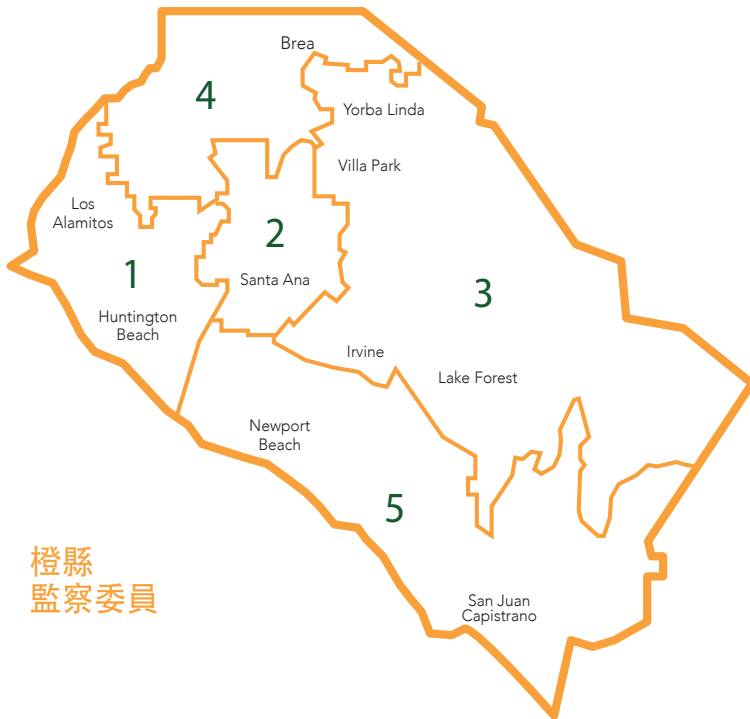 Brea
4
Yorba Linda
Villa Park
Los
Alamitos
2
1
Santa Ana
3
Huntington
Beach
Irvine
Lake Forest
Newport
Beach
5
橙縣
監察委員
San Juan
Capistrano